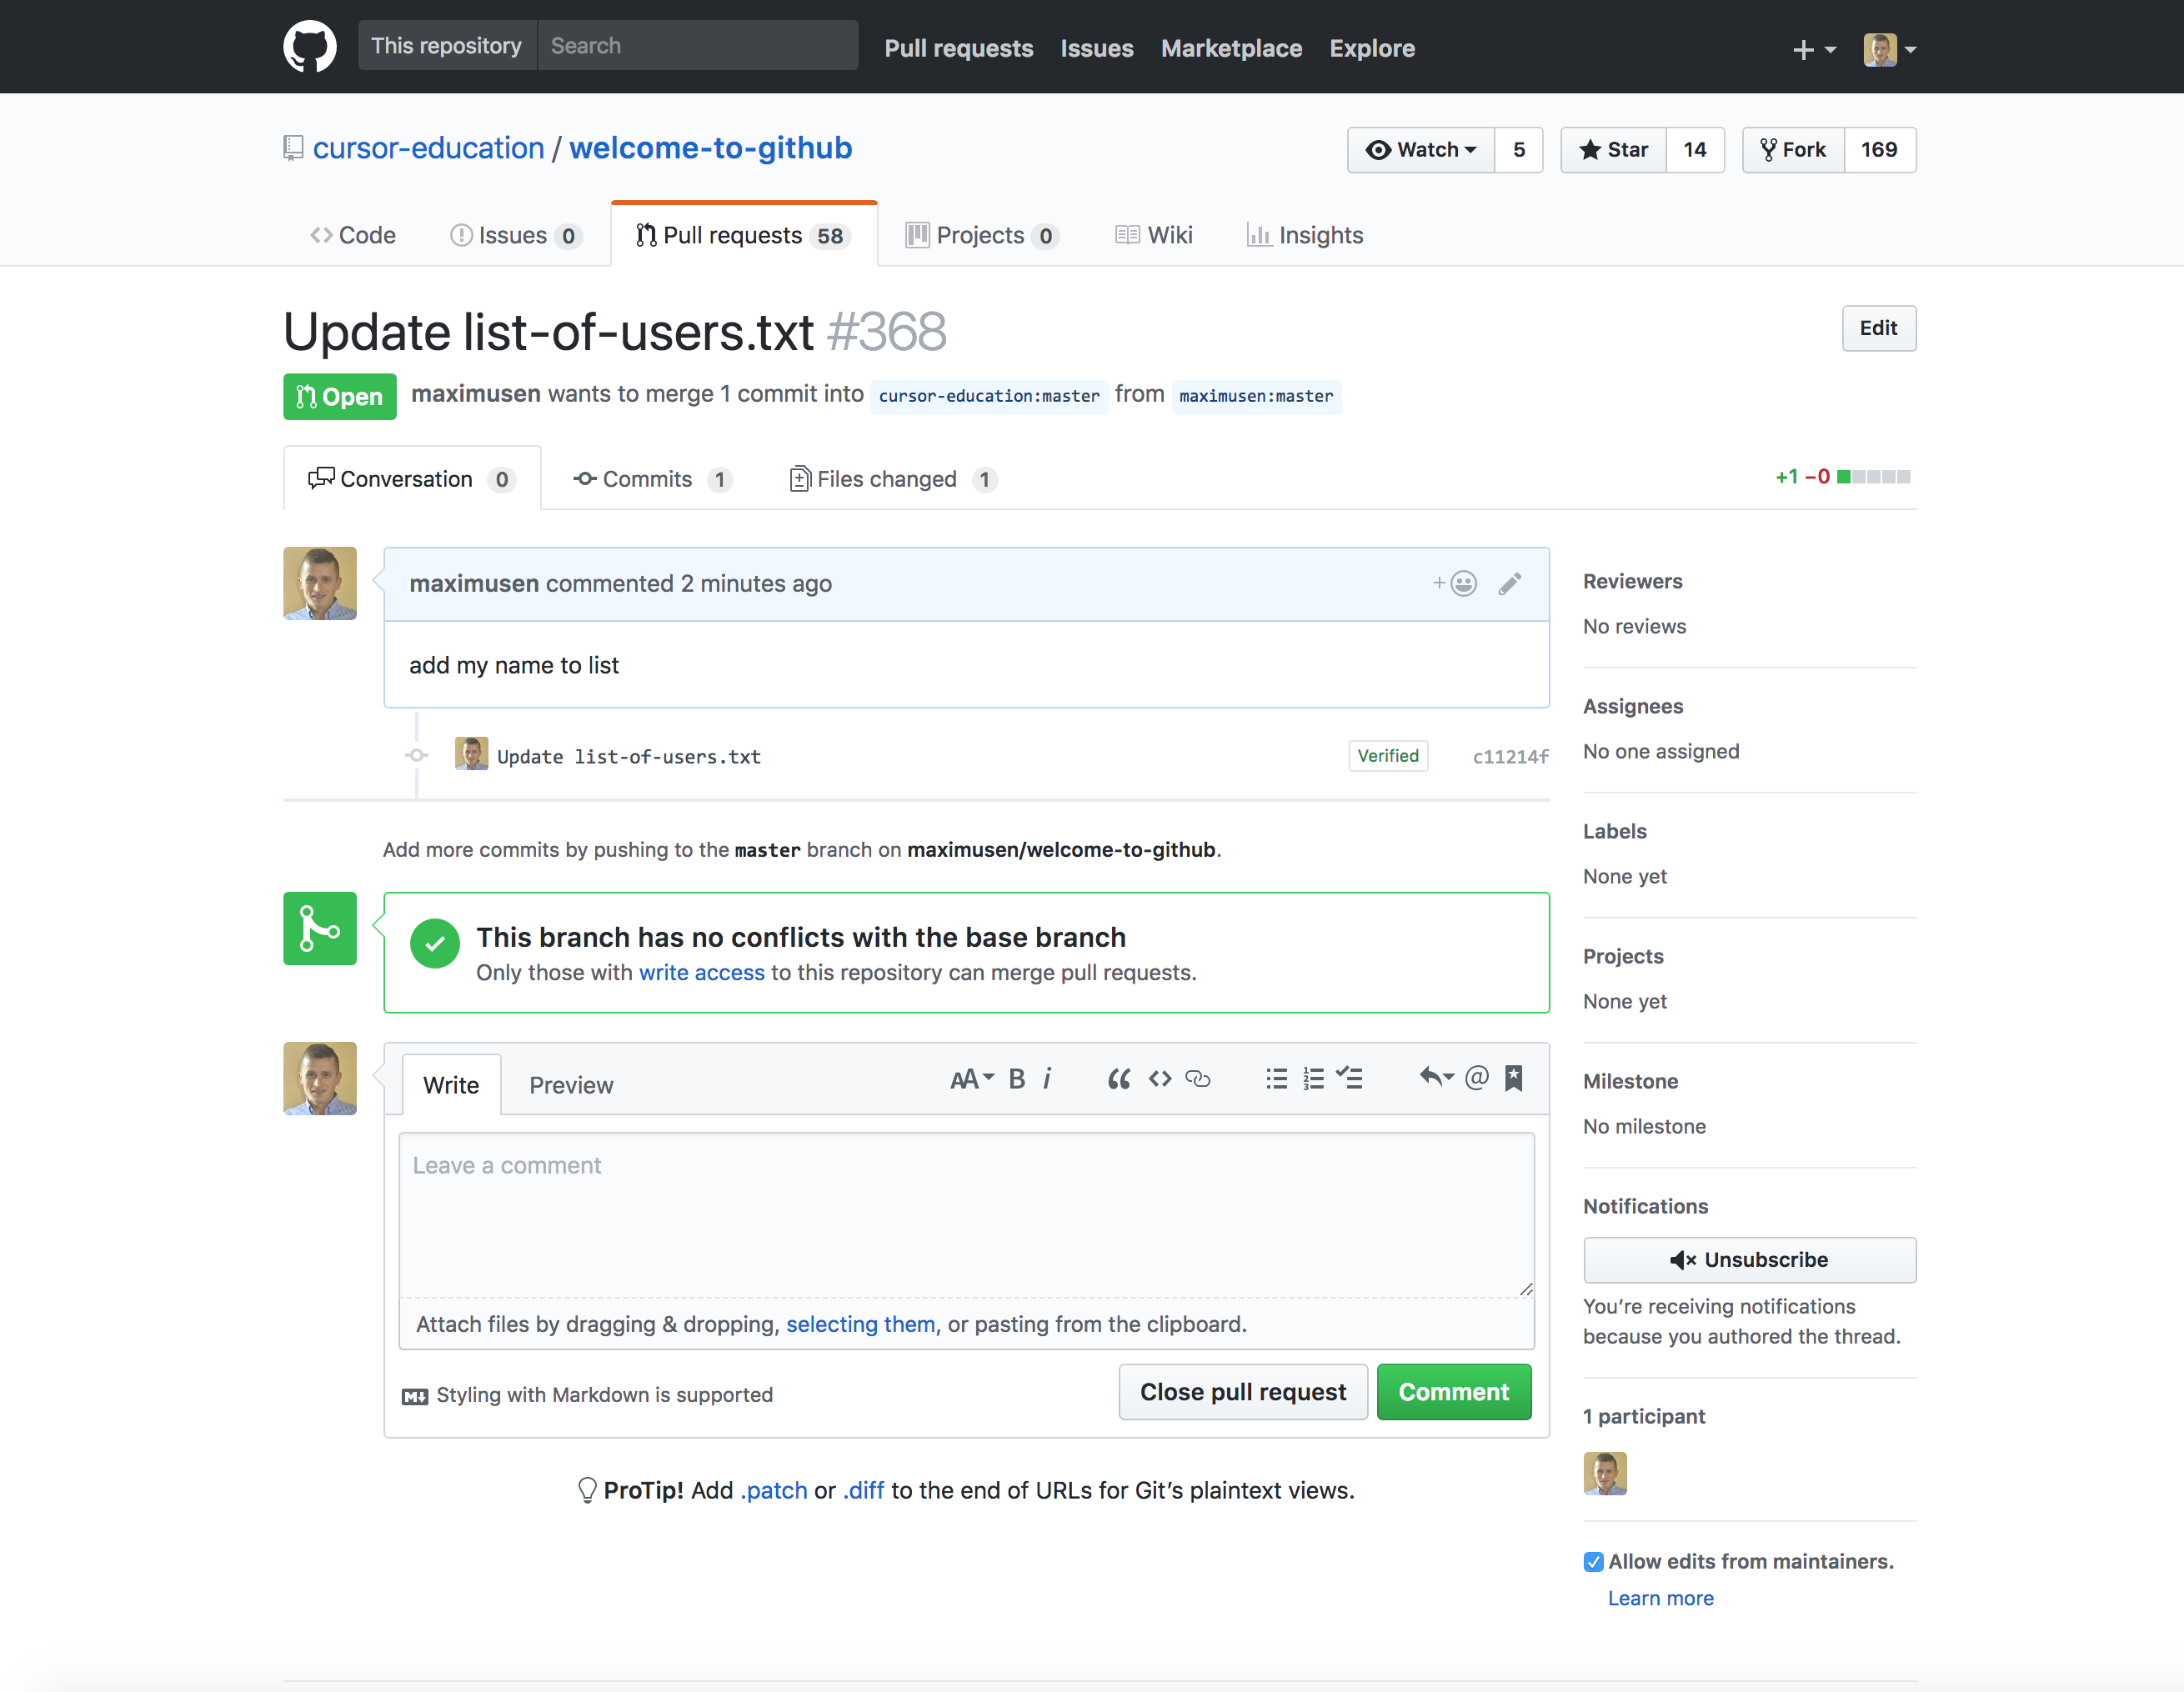 This repository Search Pull requests Issues Marketplace Explore
cursor-education / welcome-to-github
Watch 5 Star 14 Fork 169
Code Issues 0 Pull requests 58 Projects 0 Wiki Insights
Update list-of-users.txt #368
Edit
Open maximusen wants to merge 1 commit into cursor-education:master from maximusen:master
Conversation 0 Commits 1 Files changed 1
+1 −0
maximusen commented 2 minutes ago
add my name to list
Update list-of-users.txt Verified c11214f
Add more commits by pushing to the master branch on maximusen/welcome-to-github.
This branch has no conflicts with the base branch
Only those with write access to this repository can merge pull requests.
Write Preview
Leave a comment
Attach files by dragging & dropping, selecting them, or pasting from the clipboard.
Styling with Markdown is supported
Close pull request Comment
ProTip! Add .patch or .diff to the end of URLs for Git’s plaintext views.
Reviewers
No reviews
Assignees
No one assigned
Labels
None yet
Projects
None yet
Milestone
No milestone
Notifications
Unsubscribe
You’re receiving notifications
because you authored the thread.
1 participant
Allow edits from maintainers.
Learn more